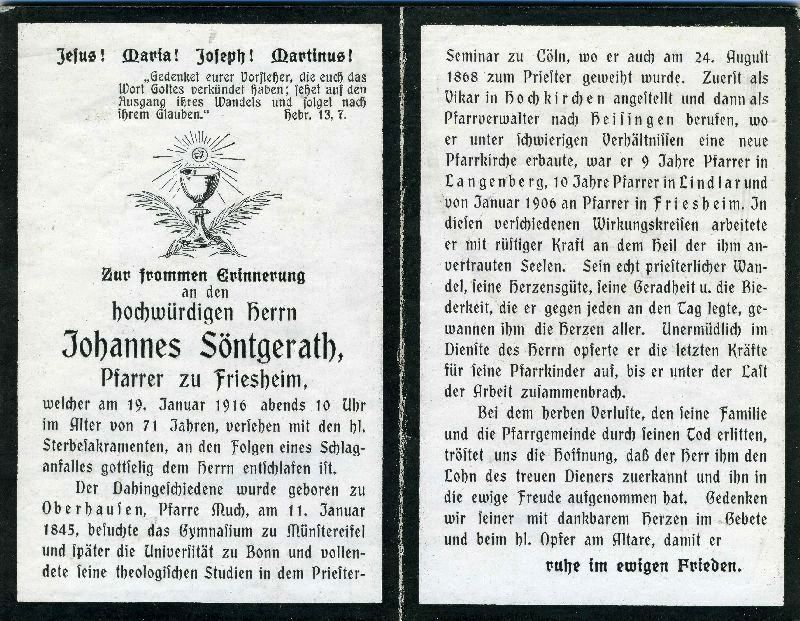 Jesus! Maria! Joseph! Martinus!
„Gedenket eurer Vorsteher, die euch das
Wort Gottes verkündet haben; sehet auf den
Ausgang ihres Wandels und folget nach
ihrem Glauben.“ Hebr. 13, 7.
Zur frommen Erinnerung
an den
hochwürdigen Herrn
Johannes Söntgerath,
Pfarrer zu Friesheim,
welcher am 19. Januar 1916 abends 10 Uhr
im Alter von 71 Jahren, versehen mit den hl.
Sterbesakramenten, an den Folgen eines Schlag-
anfalles gottselig dem Herrn entschlafen ist.
Der Dahingeschiedene wurde geboren zu
Oberhausen, Pfarre Much, am 11. Januar
1845, besuchte das Gymnasium zu Münstereifel
und später die Universität zu Bonn und vollen-
dete seine theologischen Studien in dem Priester-
Seminar zu Cöln, wo er auch am 24. August
1868 zum Priester geweiht wurde. Zuerst als
Vikar in Hochkirchen angestellt und dann als
Pfarrverwalter nach Heisingen berufen, wo
er unter schwierigen Verhältnissen eine neue
Pfarrkirche erbaute, war er 9 Jahre Pfarrer in
Langenberg, 10 Jahre Pfarrer in Lindlar und
von Januar 1906 an Pfarrer in Friesheim. In
diesen verschiedenen Wirkungskreisen arbeitete
er mit rüstiger Kraft an dem Heil der ihm an-
vertrauten Seelen. Sein echt priesterlicher Wan-
del, seine Herzensgüte, seine Geradheit u. die Bie-
derkeit, die er gegen jeden an den Tag legte, ge-
wannen ihm die Herzen aller. Unermüdlich im
Dienste des Herrn opferte er die letzten Kräfte
für seine Pfarrkinder auf, bis er unter der Last
der Arbeit zusammenbrach.
Bei dem herben Verluste, den seine Familie
und die Pfarrgemeinde durch seinen Tod erlitten,
tröstet uns die Hoffnung, daß der Herr ihm den
Lohn des treuen Dieners zuerkannt und ihn in
die ewige Freude aufgenommen hat. Gedenken
wir seiner mit dankbarem Herzen im Gebete
und beim hl. Opfer am Altare, damit er
ruhe im ewigen Frieden.